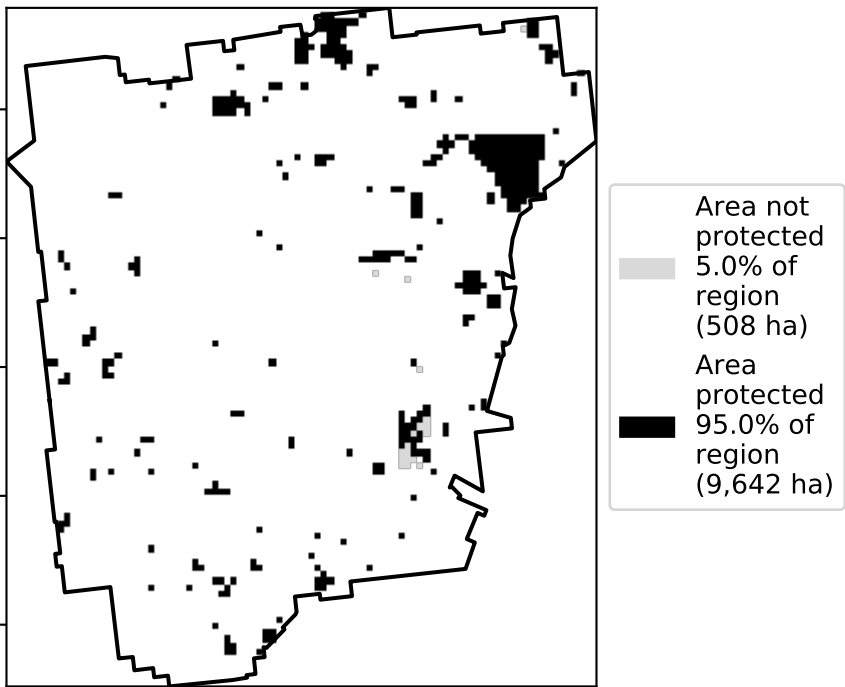 Area not
protected
5.0% of
region
(508 ha)
Area
protected
95.0% of
region
(9,642 ha)